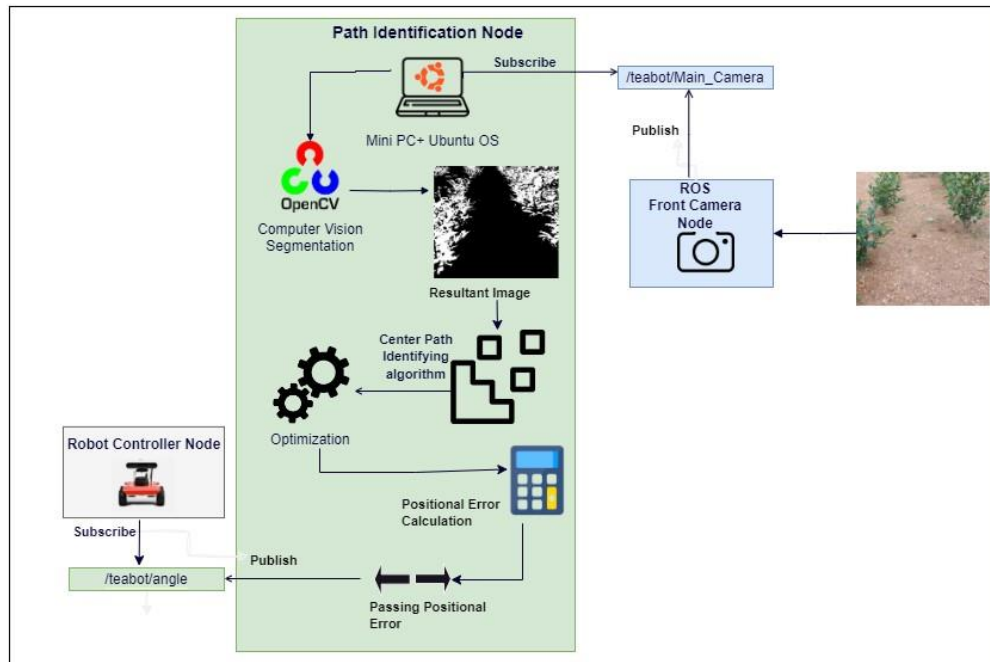 Path Identification Node
Subscribe
/teabot/Main_Camera
Mini PC+ Ubuntu OS
Publish
OpenCV
Computer Vision
Segmentation
ROS
Front Camera
Node
Resultant Image
Center Path
Identifying
algorithm
Optimization
Robot Controller Node
Positional Error
Calculation
Subscribe
Publish
/teabot/angle
Passing Positional
Error